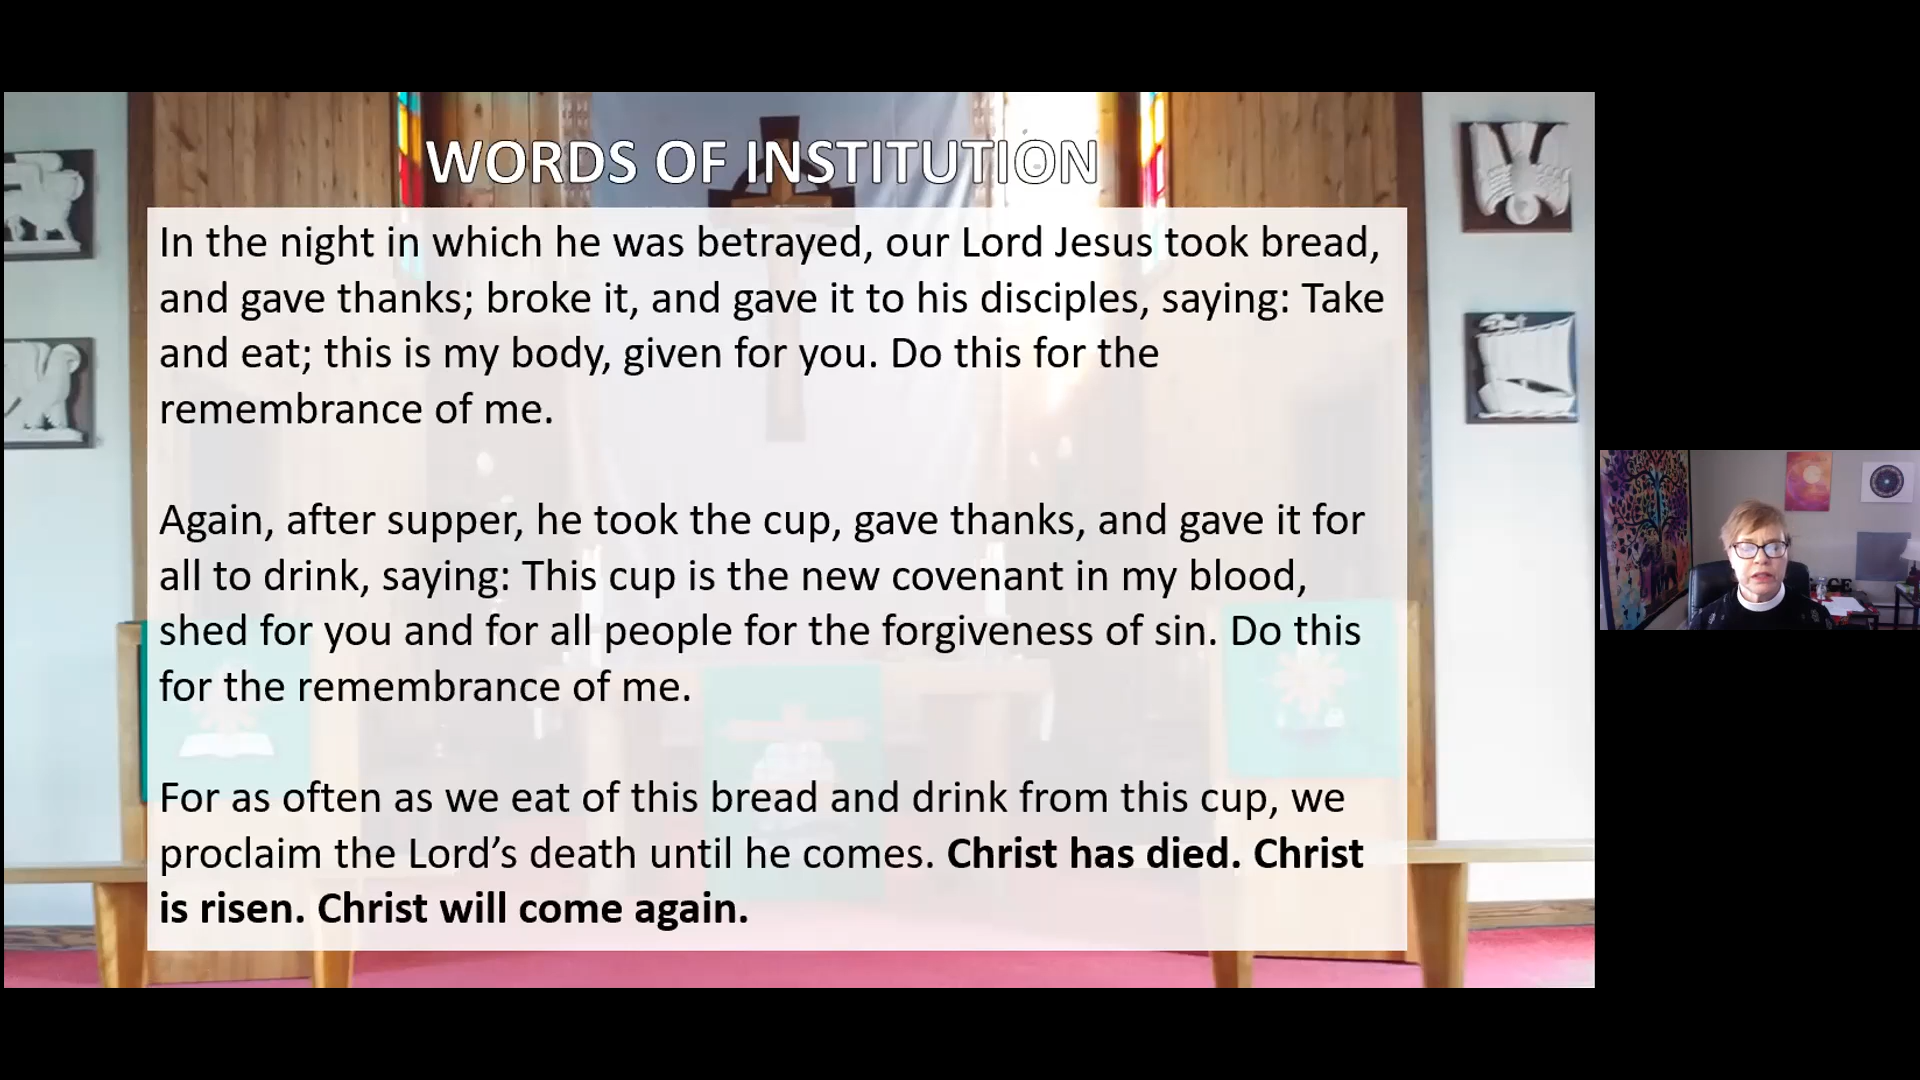 WORDS OF INSTITUTION
In the night in which he was betrayed, our Lord Jesus took bread,
and gave thanks; broke it, and gave it to his disciples, saying: Take
and eat; this is my body, given for you. Do this for the
remembrance of me.
Again, after supper, he took the cup, gave thanks, and gave it for
all to drink, saying: This cup is the new covenant in my blood,
shed for you and for all people for the forgiveness of sin. Do this
for the remembrance of me.
For as often as we eat of this bread and drink from this cup, we
proclaim the Lord’s death until he comes. Christ has died. Christ
is risen. Christ will come again.